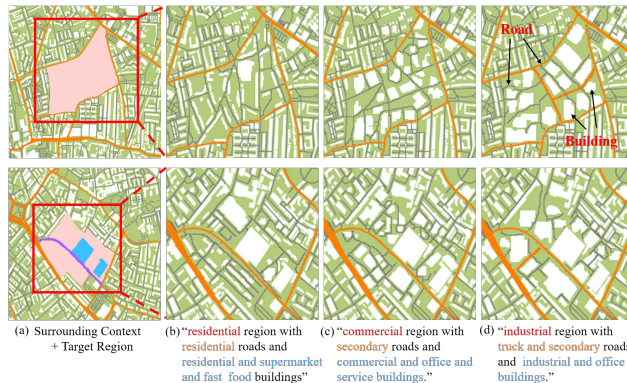 Road
Building
(a) Surrounding Context
+ Target Region
(b) “residential region with
residential roads and
residential and supermarket
and fast food buildings”
(c) “commercial region with
secondary roads and
commercial and office and
service buildings.”
(d) “industrial region with
truck and secondary roads
and industrial and office
buildings.”